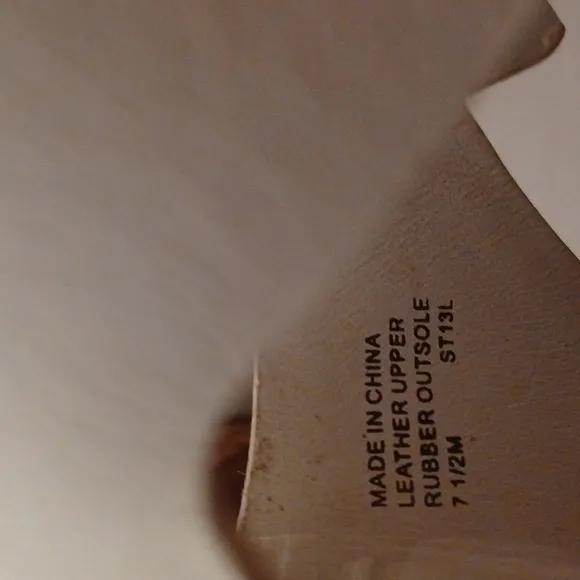 MADE IN CHINA
LEATHER UPPER
RUBBER OUTSOLE
7 1/2M ST13L